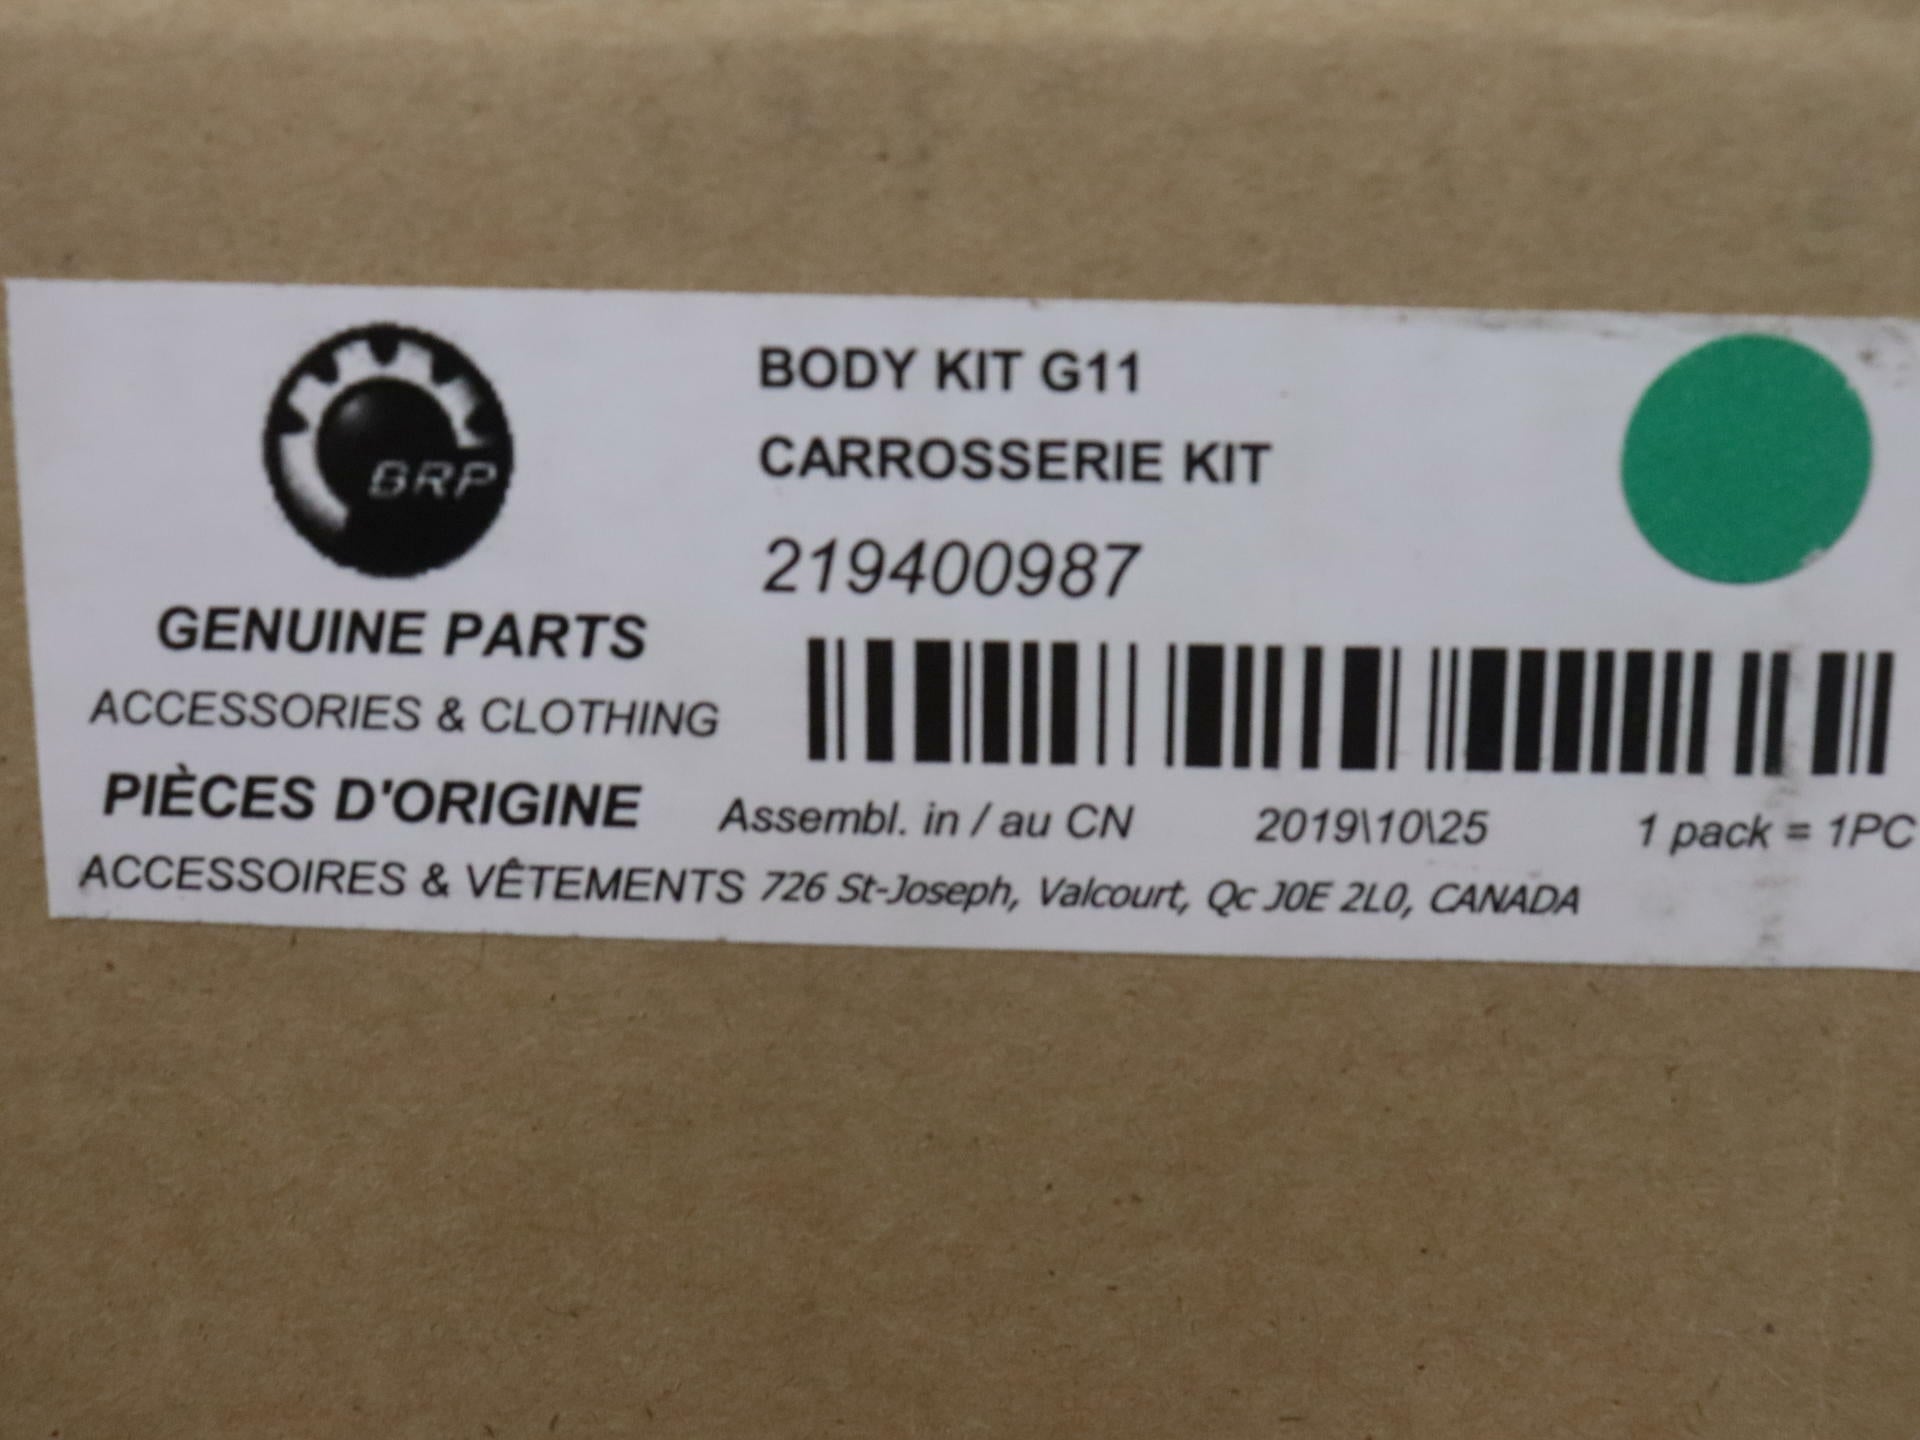 BRP
GENUINE PARTS
ACCESSORIES & CLOTHING
PIÈCES D'ORIGINE
ACCESSOIRES & VÊTEMENTS
BODY KIT G11
CARROSSERIE KIT
219400987
Assembl. in / au CN 2019\10\25 1 pack = 1PC
726 St-Joseph, Valcourt, Qc J0E 2L0, CANADA